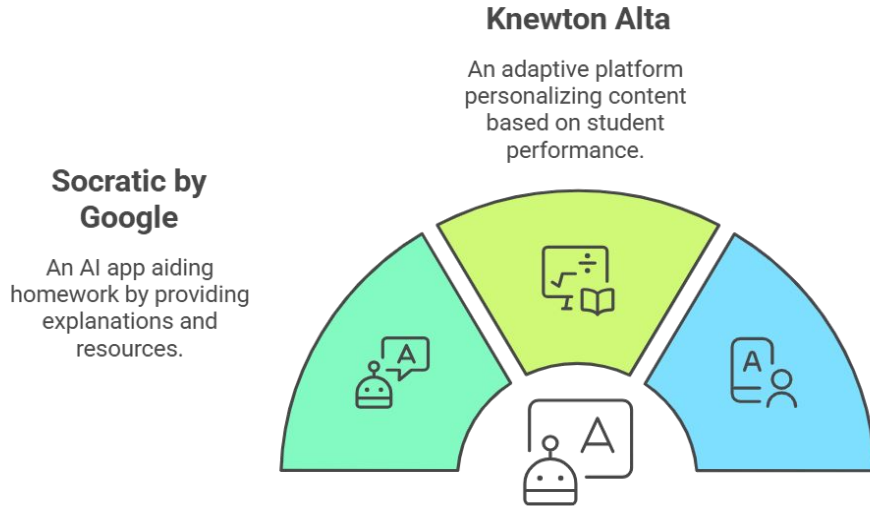 Knewton Alta
An adaptive platform
personalizing content
based on student
performance.
Socratic by
Google
An AI app aiding
homework by providing
explanations and
resources.
A
A
A